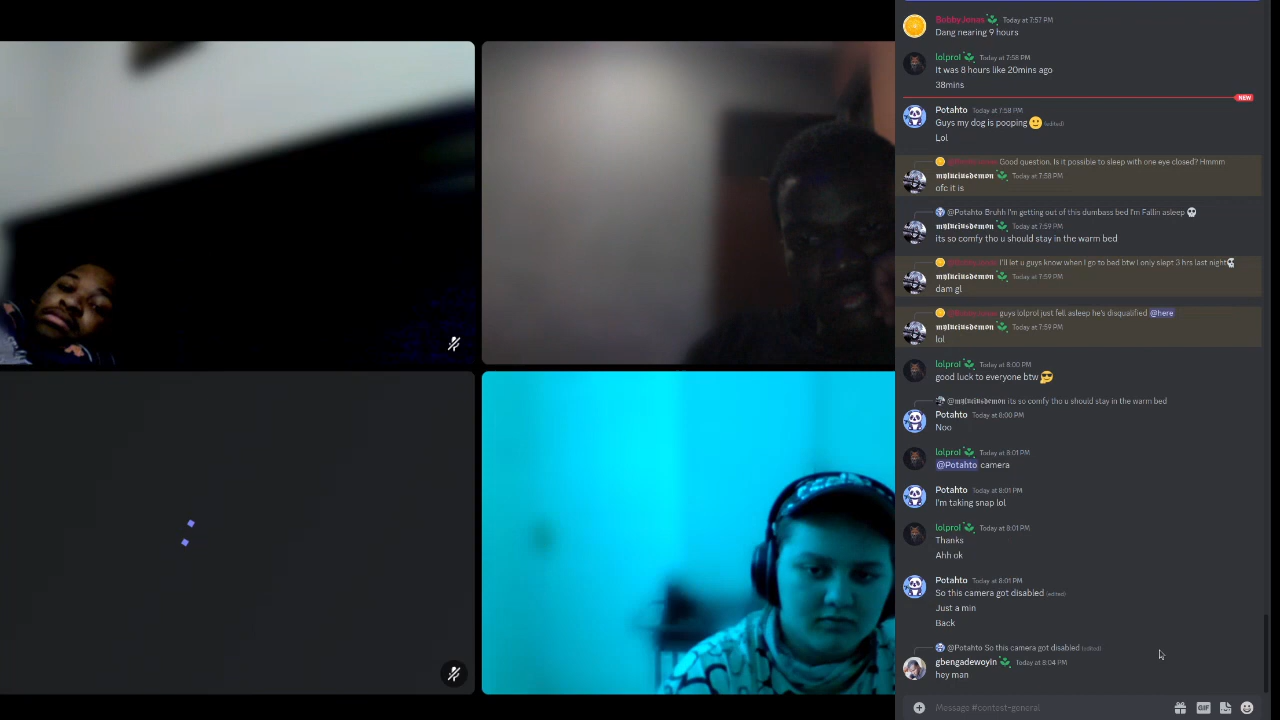 BobbyJonas Today at 7:57 PM
Dang nearing 9 hours
lolprol Today at 7:58 PM
It was 8 hours like 20mins ago
38mins
NEW
Potahto Today at 7:58 PM
Guys my dog is pooping 🙂 (edited)
Lol
Good question. Is it possible to sleep with one eye closed? Hmmm
𝖒𝖞𝖑𝖚𝖈𝖎𝖚𝖘𝖉𝖊𝖒𝖔𝖓 Today at 7:58 PM
ofc it is
@Potahto Bruhh I'm getting out of this dumbass bed I'm Fallin asleep 💀
𝖒𝖞𝖑𝖚𝖈𝖎𝖚𝖘𝖉𝖊𝖒𝖔𝖓 Today at 7:59 PM
its so comfy tho u should stay in the warm bed
I'll let u guys know when I go to bed btw I only slept 3 hrs last night💀
𝖒𝖞𝖑𝖚𝖈𝖎𝖚𝖘𝖉𝖊𝖒𝖔𝖓 Today at 7:59 PM
dam gl
guys lolprol just fell asleep he's disqualified @here
𝖒𝖞𝖑𝖚𝖈𝖎𝖚𝖘𝖉𝖊𝖒𝖔𝖓 Today at 7:59 PM
lol
lolprol Today at 8:00 PM
good luck to everyone btw
@𝖒𝖞𝖑𝖚𝖈𝖎𝖚𝖘𝖉𝖊𝖒𝖔𝖓 its so comfy tho u should stay in the warm bed
Potahto Today at 8:00 PM
Noo
lolprol Today at 8:01 PM
@Potahto camera
Potahto Today at 8:01 PM
I'm taking snap lol
lolprol Today at 8:01 PM
Thanks
Ahh ok
Potahto Today at 8:01 PM
So this camera got disabled (edited)
Just a min
Back
@Potahto So this camera got disabled (edited)
gbengadewoyin Today at 8:04 PM
hey man
Message #contest-general
GIF